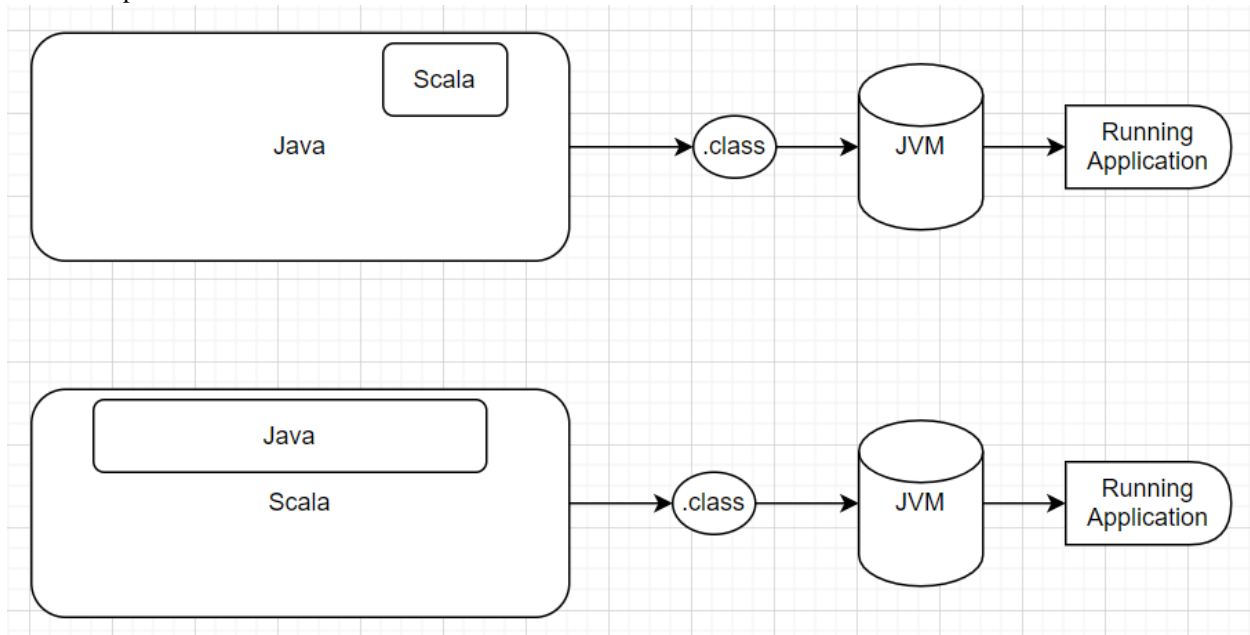 Scala
Java
.class
JVM
Running
Application
Java
Scala
.class
JVM
Running
Application